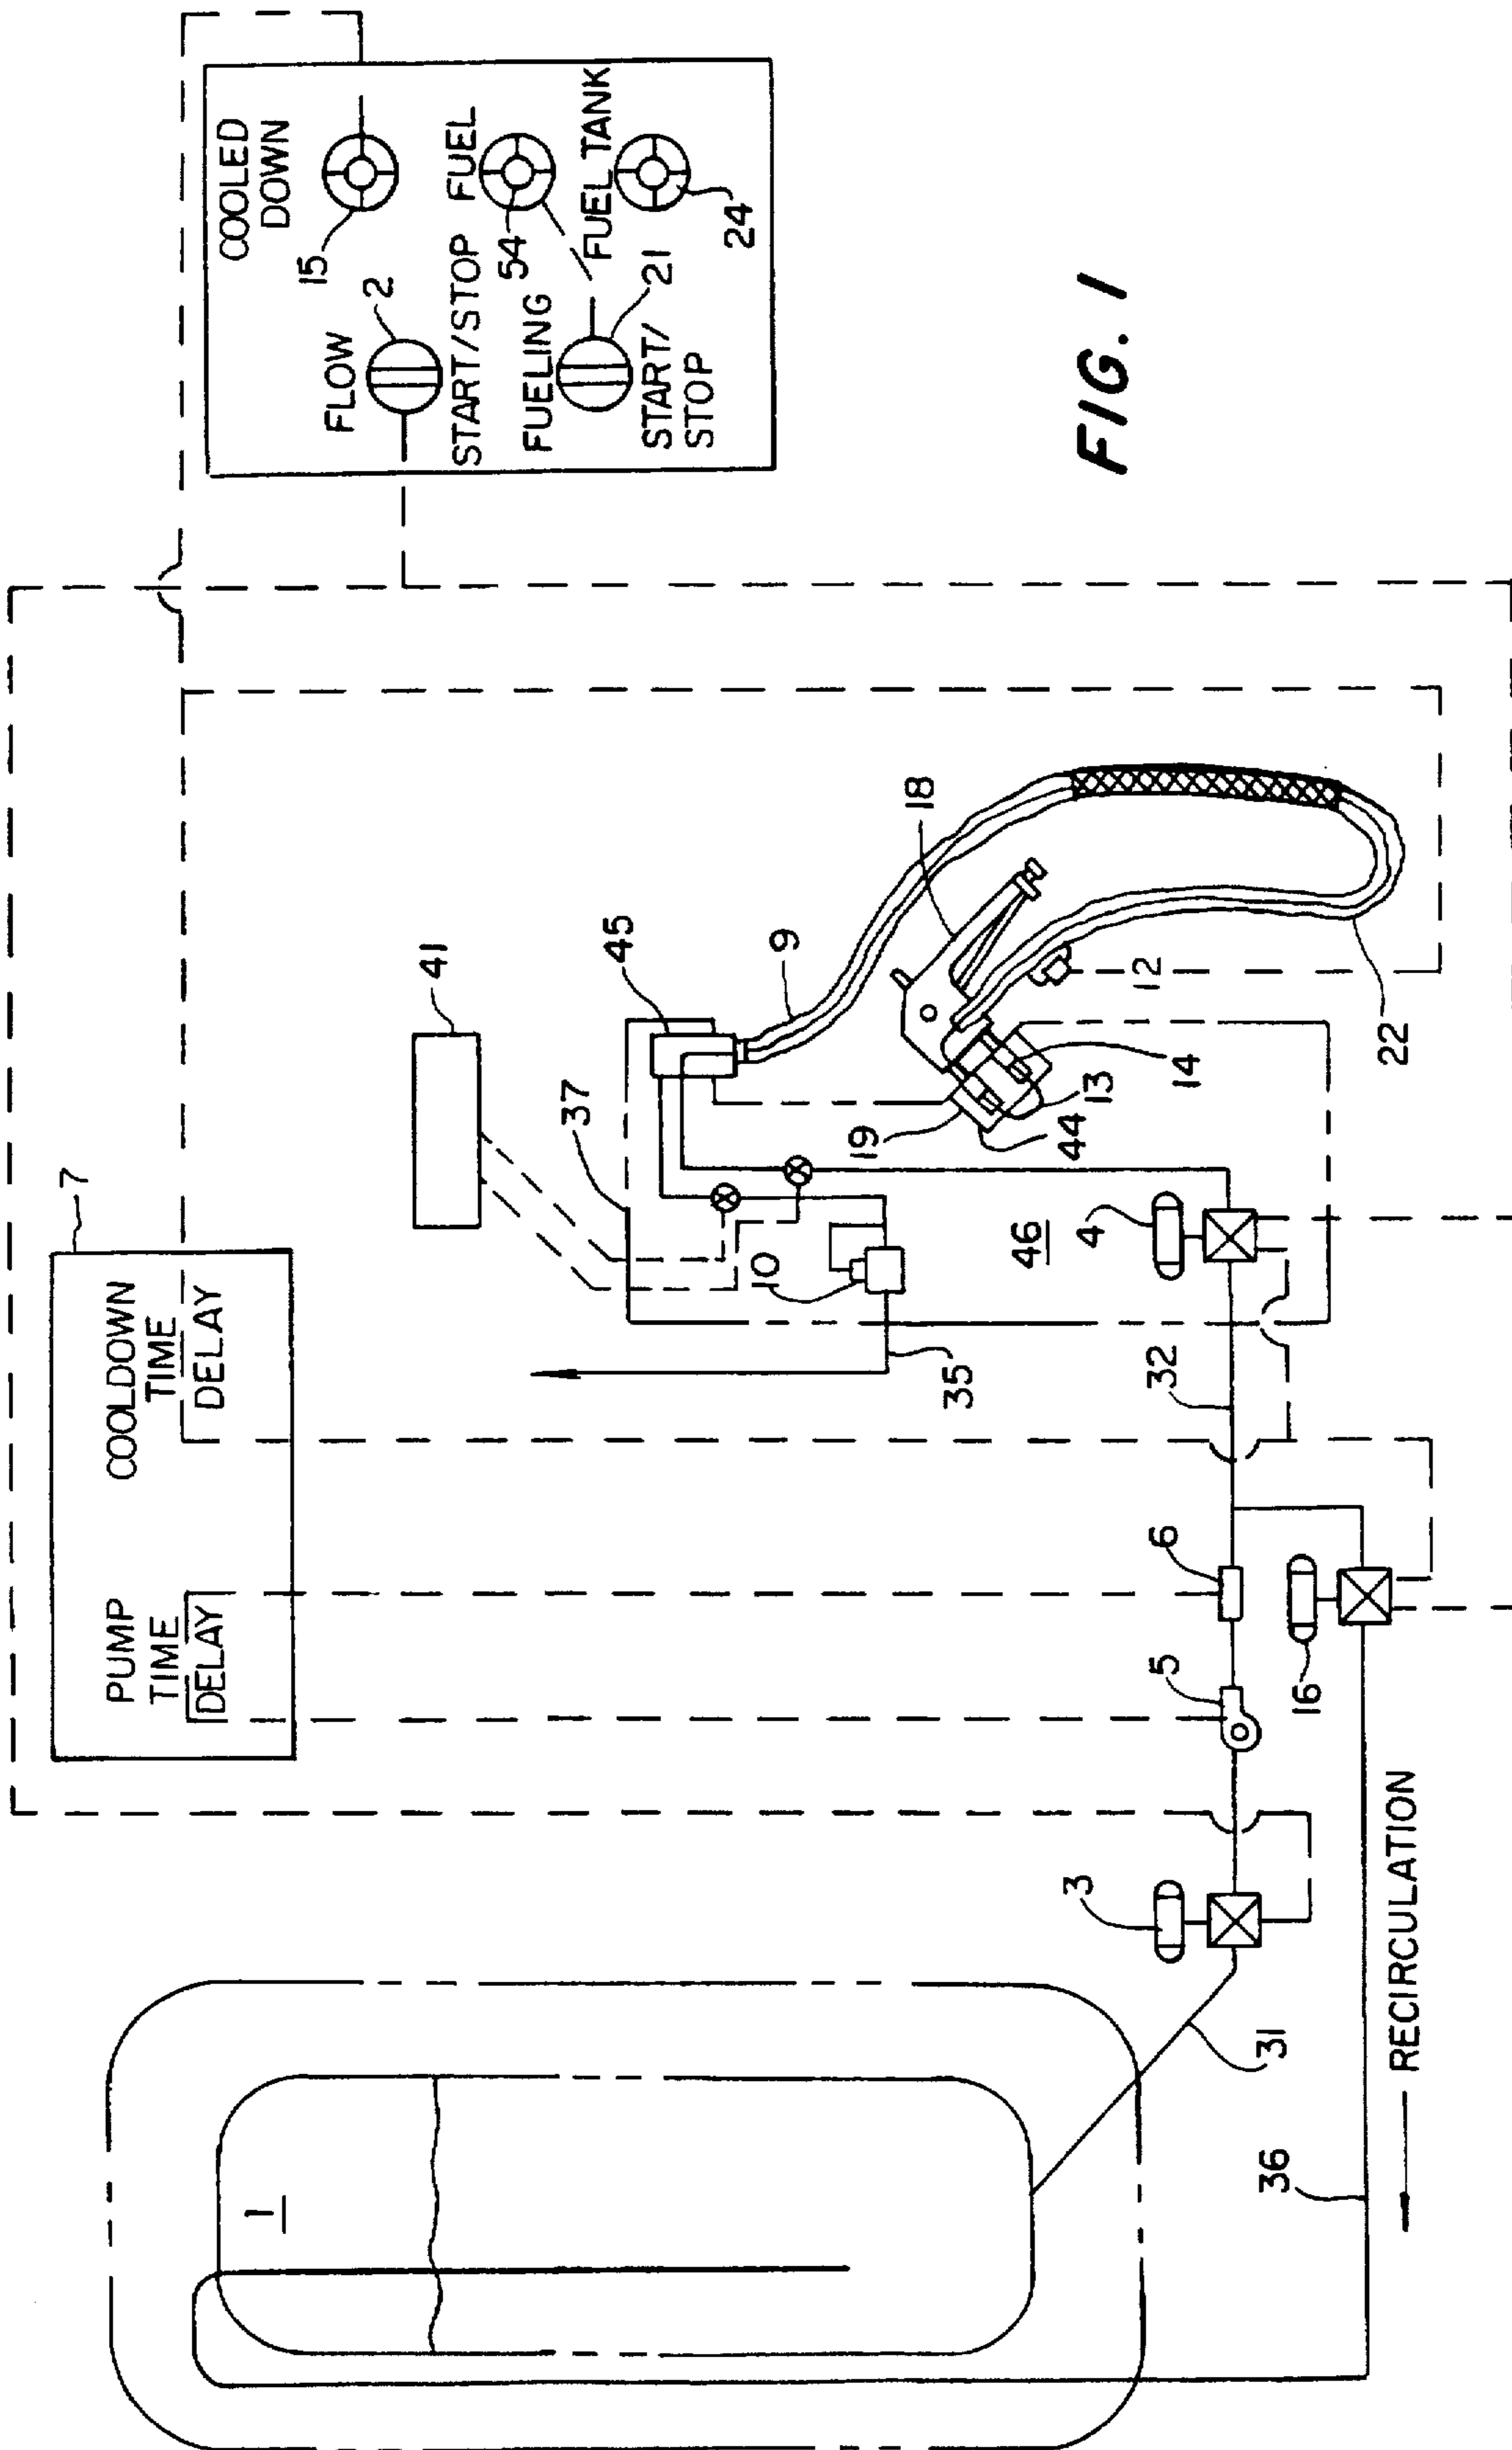 7
PUMP
TIME
DELAY
COOLDOWN
TIME
DELAY
COOLED
DOWN
15
FLOW
2
START/STOP
FUEL
54
FUELING
FUEL TANK
21
START/
STOP
24
41
37
45
9
18
10
46
19
44
13
14
12
22
35
4
32
6
5
16
3
1
31
36
RECIRCULATION
FIG. 1